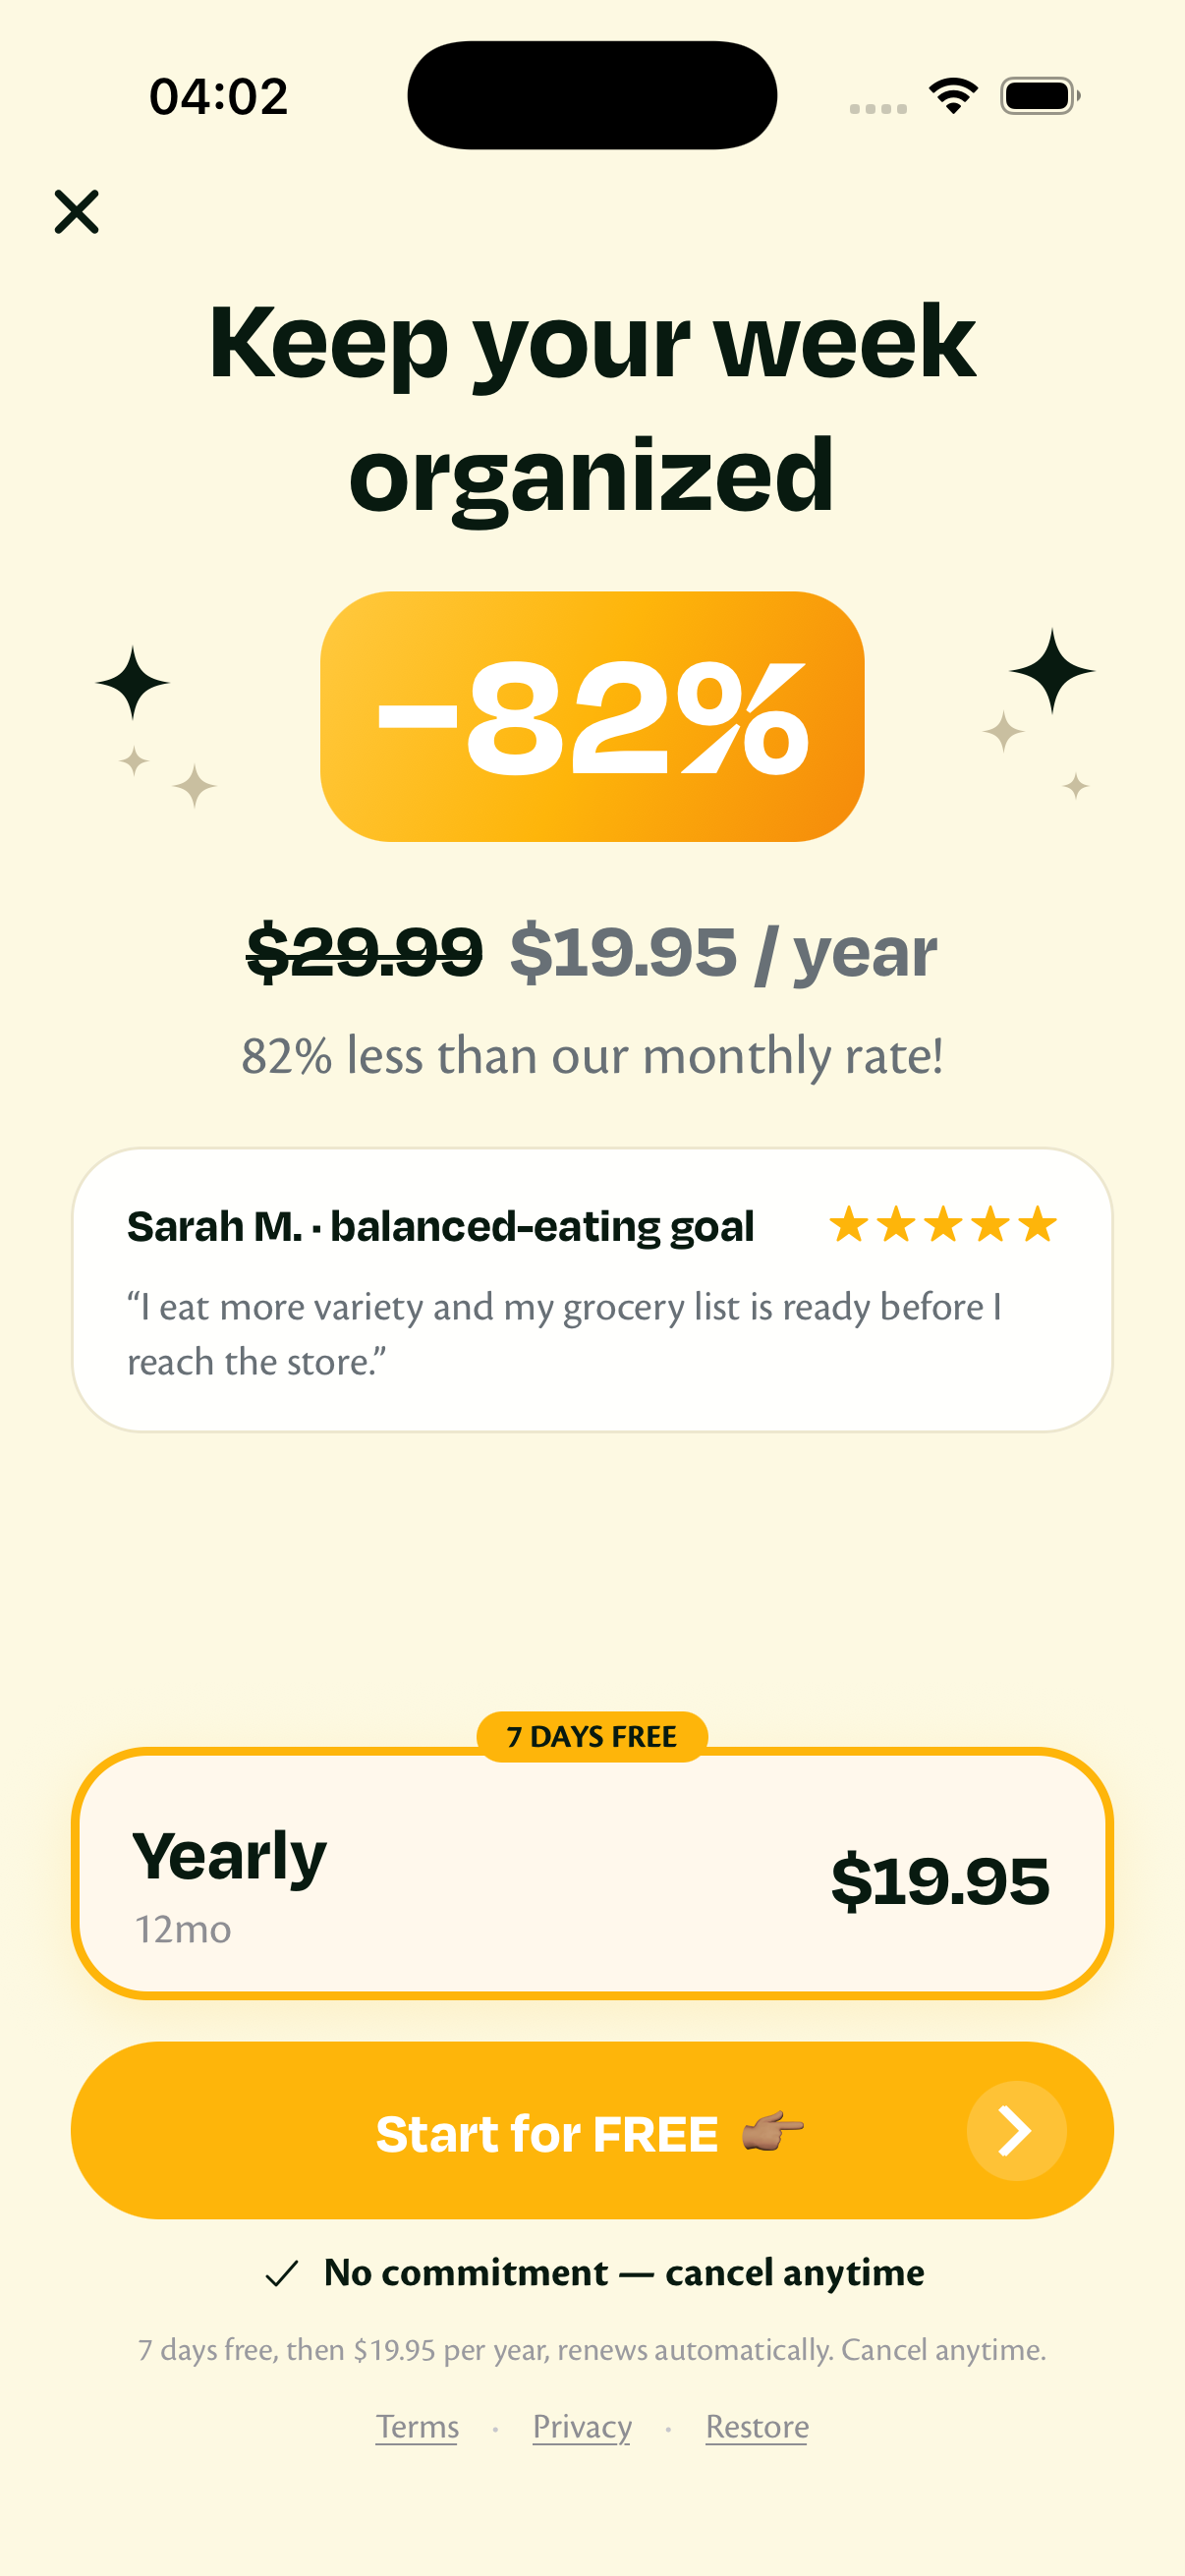 04:02
Keep your week
organized
–82%
$29.99 $19.95 / year
82% less than our monthly rate!
Sarah M. · balanced-eating goal
“I eat more variety and my grocery list is ready before I
reach the store.”
7 DAYS FREE
Yearly
$19.95
12mo
Start for FREE 👉🏽
No commitment — cancel anytime
7 days free, then $19.95 per year, renews automatically. Cancel anytime.
Terms · Privacy · Restore